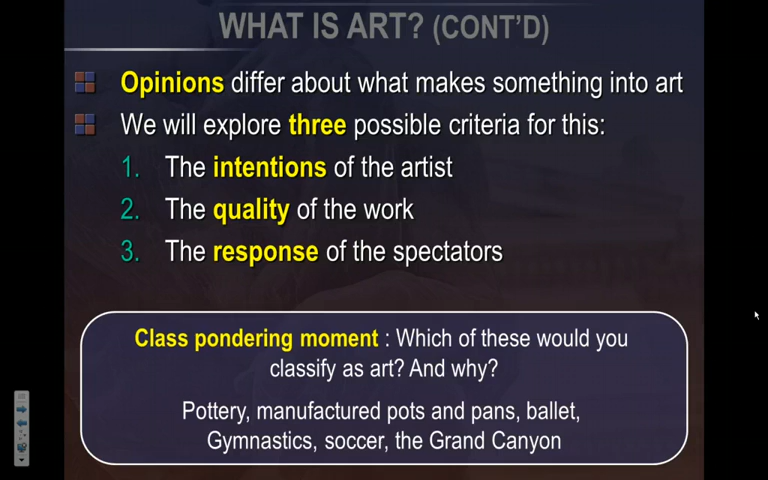 WHAT IS ART? (CONT'D)
Opinions differ about what makes something into art
We will explore three possible criteria for this:
1. The intentions of the artist
2. The quality of the work
3. The response of the spectators
Class pondering moment : Which of these would you
classify as art? And why?
Pottery, manufactured pots and pans, ballet,
Gymnastics, soccer, the Grand Canyon